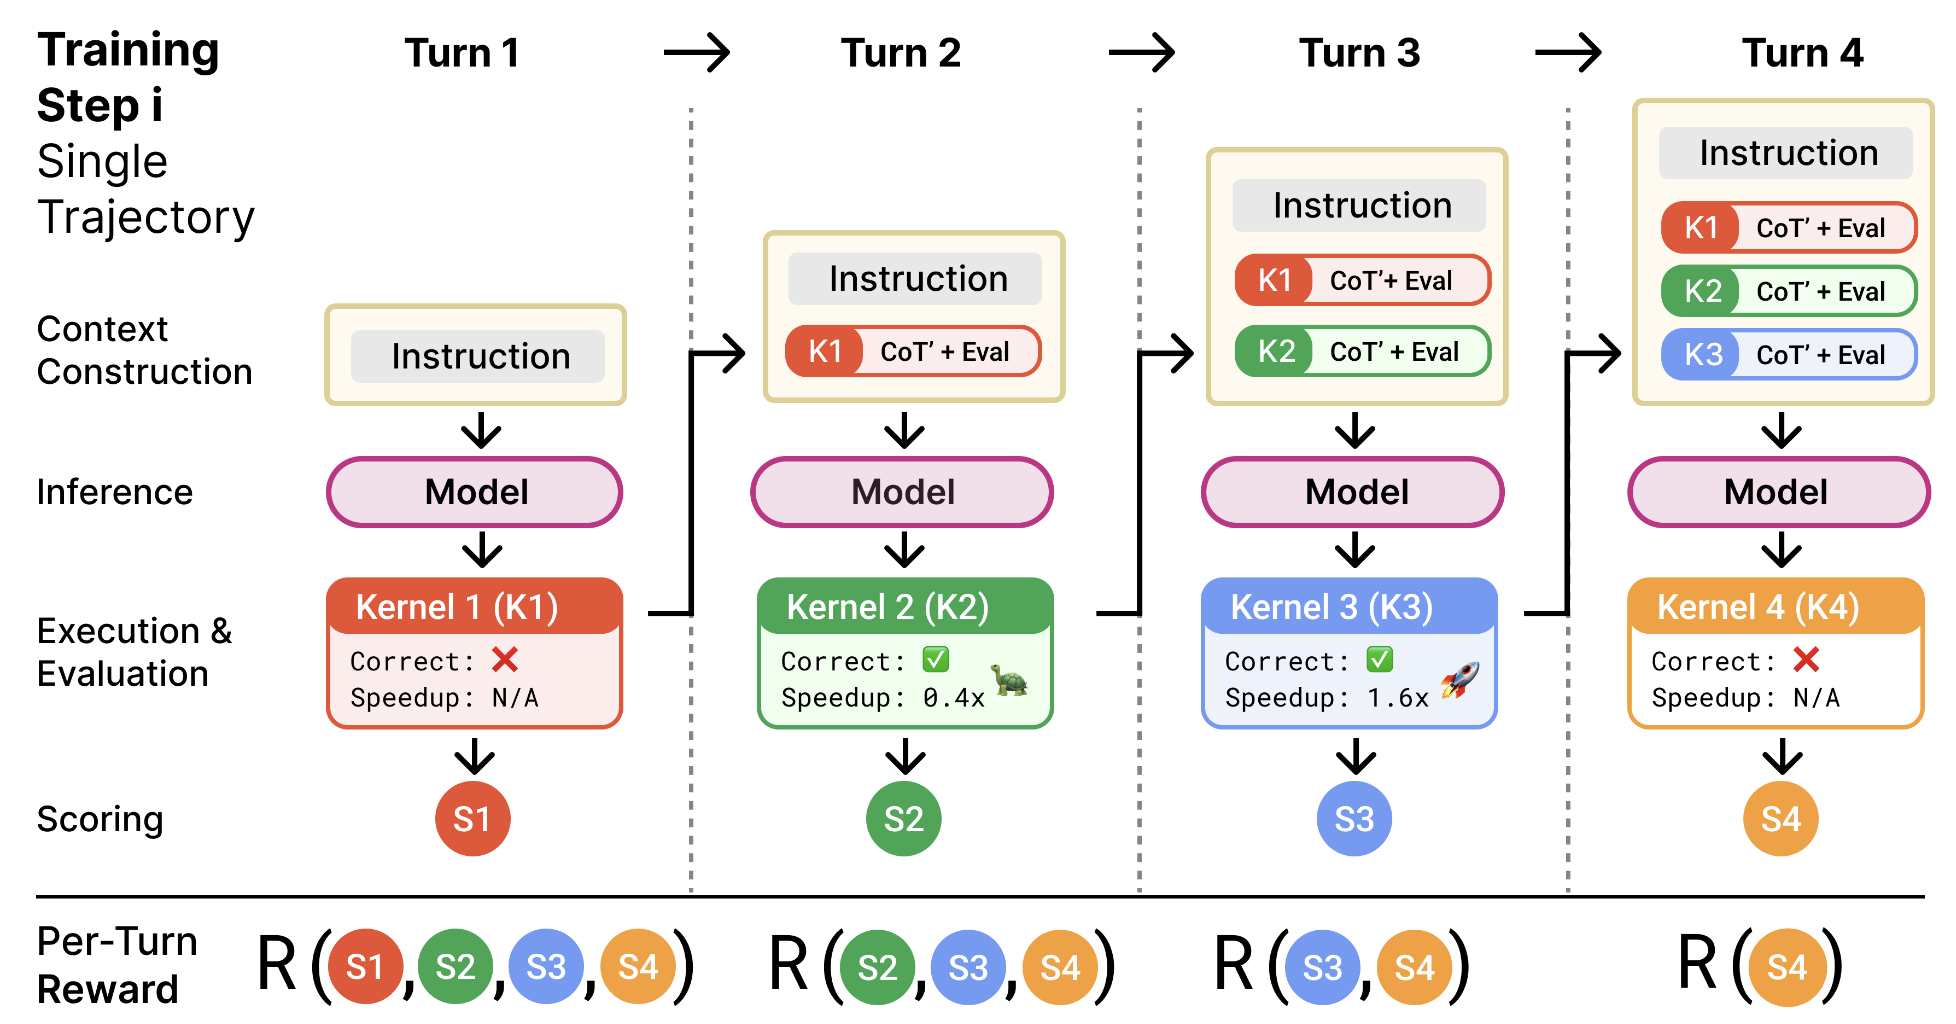 Training
Step i
Single
Trajectory
Turn 1
Turn 2
Turn 3
Turn 4
Context
Construction
Instruction
Instruction
K1 CoT’ + Eval
Instruction
K1 CoT’+ Eval
K2 CoT’ + Eval
Instruction
K1 CoT’ + Eval
K2 CoT’ + Eval
K3 CoT’ + Eval
Inference
Model
Model
Model
Model
Execution &
Evaluation
Kernel 1 (K1)
Correct: ❌
Speedup: N/A
Kernel 2 (K2)
Correct: ✅
Speedup: 0.4x
Kernel 3 (K3)
Correct: ✅
Speedup: 1.6x
Kernel 4 (K4)
Correct: ❌
Speedup: N/A
Scoring
S1
S2
S3
S4
Per-Turn
Reward
R(S1,S2,S3,S4)
R(S2,S3,S4)
R(S3,S4)
R(S4)